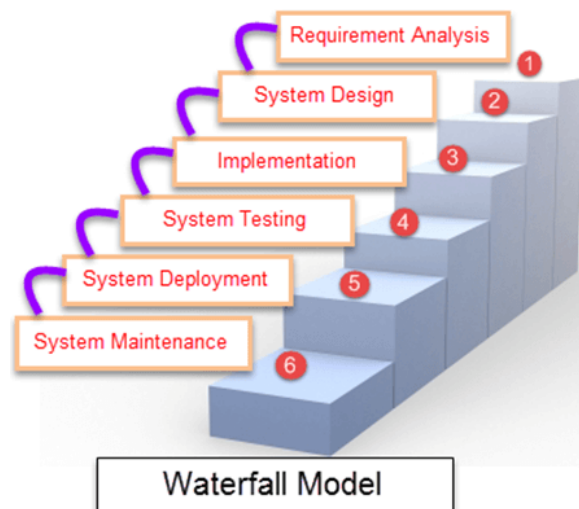 Requirement Analysis
1
System Design
2
Implementation
3
System Testing
4
System Deployment
5
System Maintenance
6
Waterfall Model